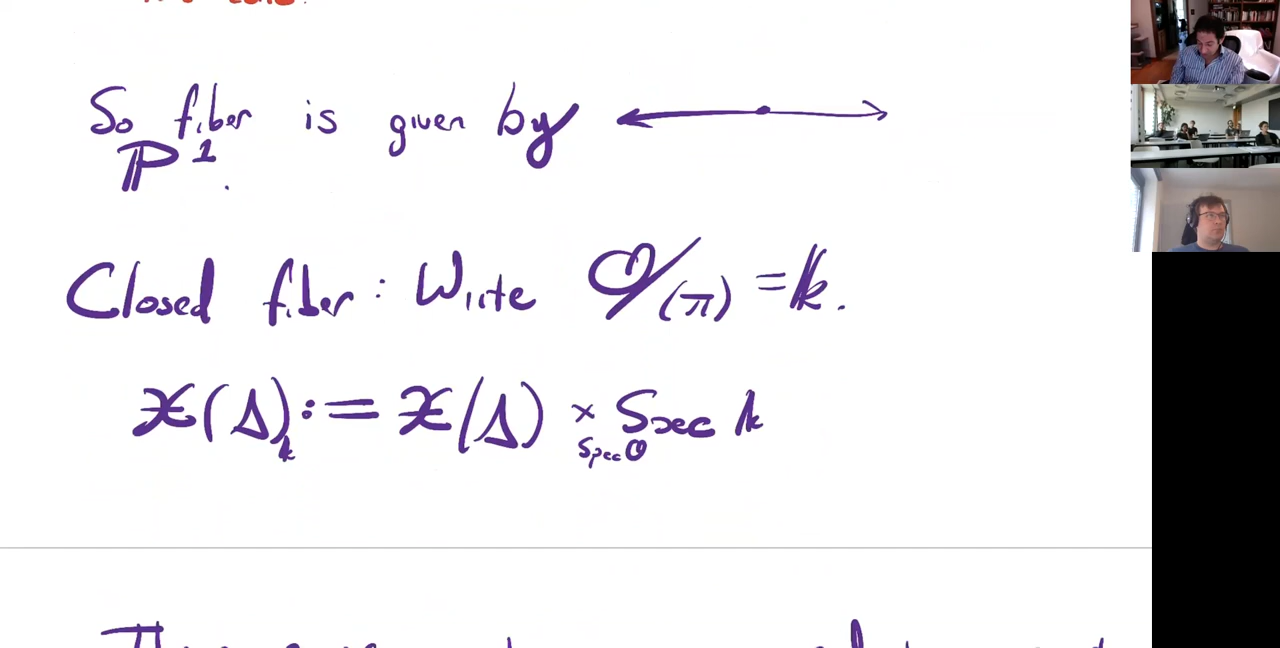 So fiber is given by
ℙ¹.
Closed fiber: Write 𝒪/(π) = 𝕜.
𝒳(Δ)ₖ := 𝒳(Δ) × Spec 𝕜
Spec 𝒪